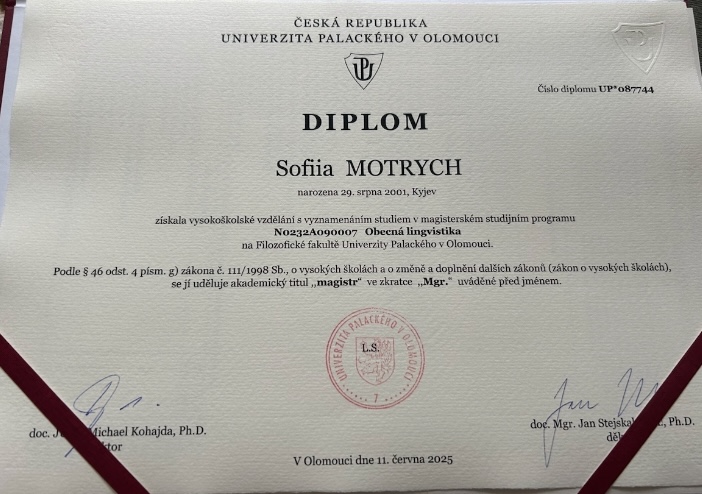 ČESKÁ REPUBLIKA
UNIVERZITA PALACKÉHO V OLOMOUCI
UP
Číslo diplomu UP*087744
DIPLOM
Sofiia MOTRYCH
narozena 29. srpna 2001, Kyjev
získala vysokoškolské vzdělání s vyznamenáním studiem v magisterském studijním programu
N0232A090007 Obecná lingvistika
na Filozofické fakultě Univerzity Palackého v Olomouci.
Podle § 46 odst. 4 písm. g) zákona č. 111/1998 Sb., o vysokých školách a o změně a doplnění dalších zákonů (zákon o vysokých školách),
se jí uděluje akademický titul „magistr“ ve zkratce „Mgr.“ uváděné před jménem.
UNIVERZITA PALACKÉHO V OLOMOUCI
L.S.
7
doc. Michael Kohajda, Ph.D.
doc. Mgr. Jan Stejskal, Ph.D.
V Olomouci dne 11. června 2025